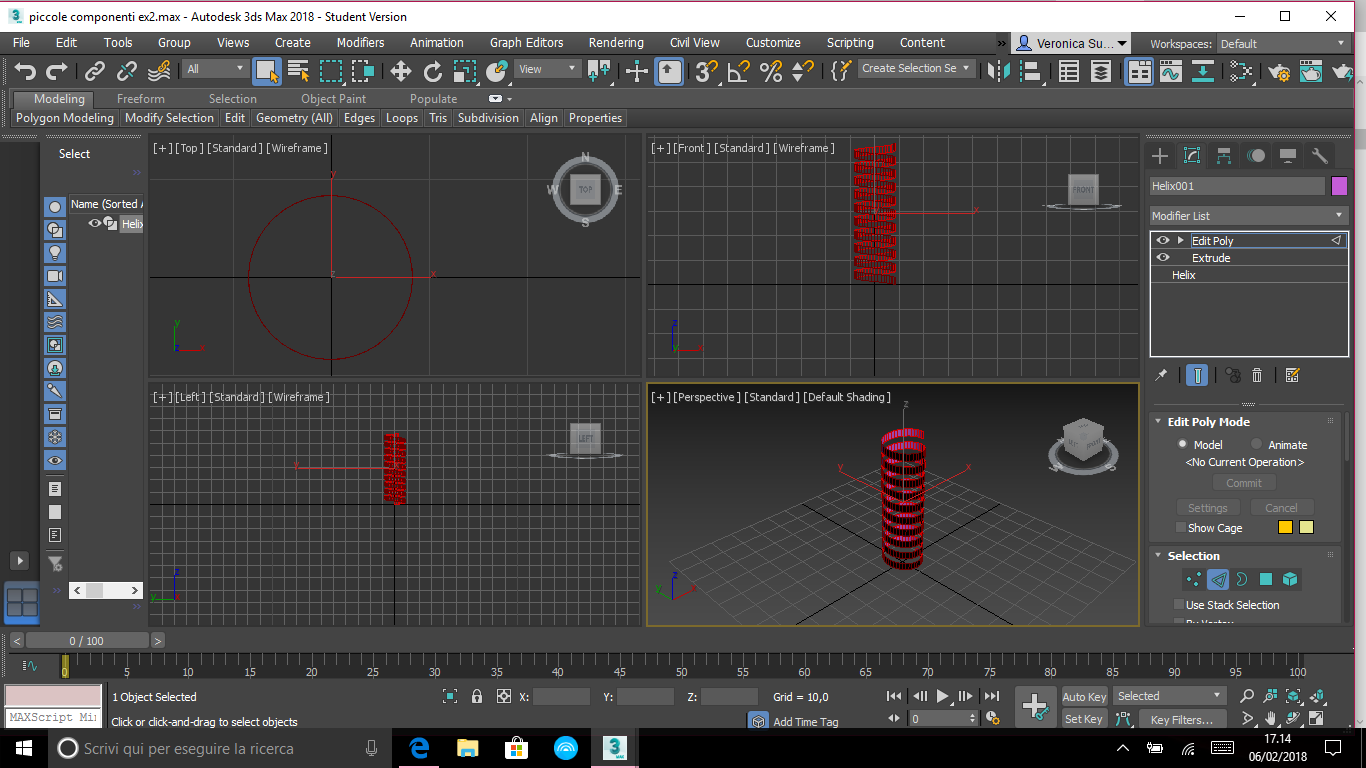 piccole componenti ex2.max - Autodesk 3ds Max 2018 - Student Version
File Edit Tools Group Views Create Modifiers Animation Graph Editors Rendering Civil View Customize Scripting Content » Veronica Su... Workspaces: Default
All View Create Selection Se
Modeling Freeform Selection Object Paint Populate
Polygon Modeling Modify Selection Edit Geometry (All) Edges Loops Tris Subdivision Align Properties
Select
Name (Sorted A
Helix
[+] [Top] [Standard] [Wireframe]
N W TOP E S
y
z x
y
[+] [Front] [Standard] [Wireframe]
FRONT
x
z
y
[+] [Left] [Standard] [Wireframe]
LEFT
y
z
y
[+] [Perspective] [Standard] [Default Shading]
z
y x
z
y x
Helix001
Modifier List
Edit Poly
Extrude
Helix
Edit Poly Mode
Model Animate
<No Current Operation>
Commit
Settings Cancel
Show Cage
Selection
Use Stack Selection
By Vertex
< 0 / 100 >
0 5 10 15 20 25 30 35 40 45 50 55 60 65 70 75 80 85 90 95 100
1 Object Selected X: Y: Z: Grid = 10,0 Auto Key Selected
MAXScript Mi
Click or click-and-drag to select objects Add Time Tag 0 Set Key Key Filters...
Scrivi qui per eseguire la ricerca
3 MAX
17.14
06/02/2018